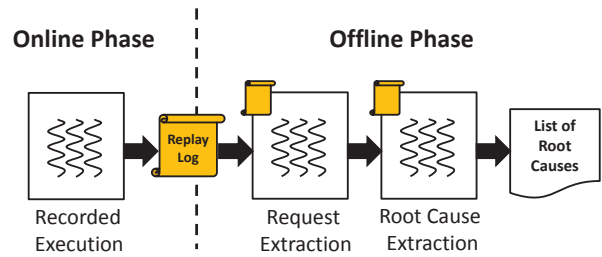 Online Phase
Offline Phase
Replay
Log
List of
Root
Causes
Recorded
Execution
Request
Extraction
Root Cause
Extraction